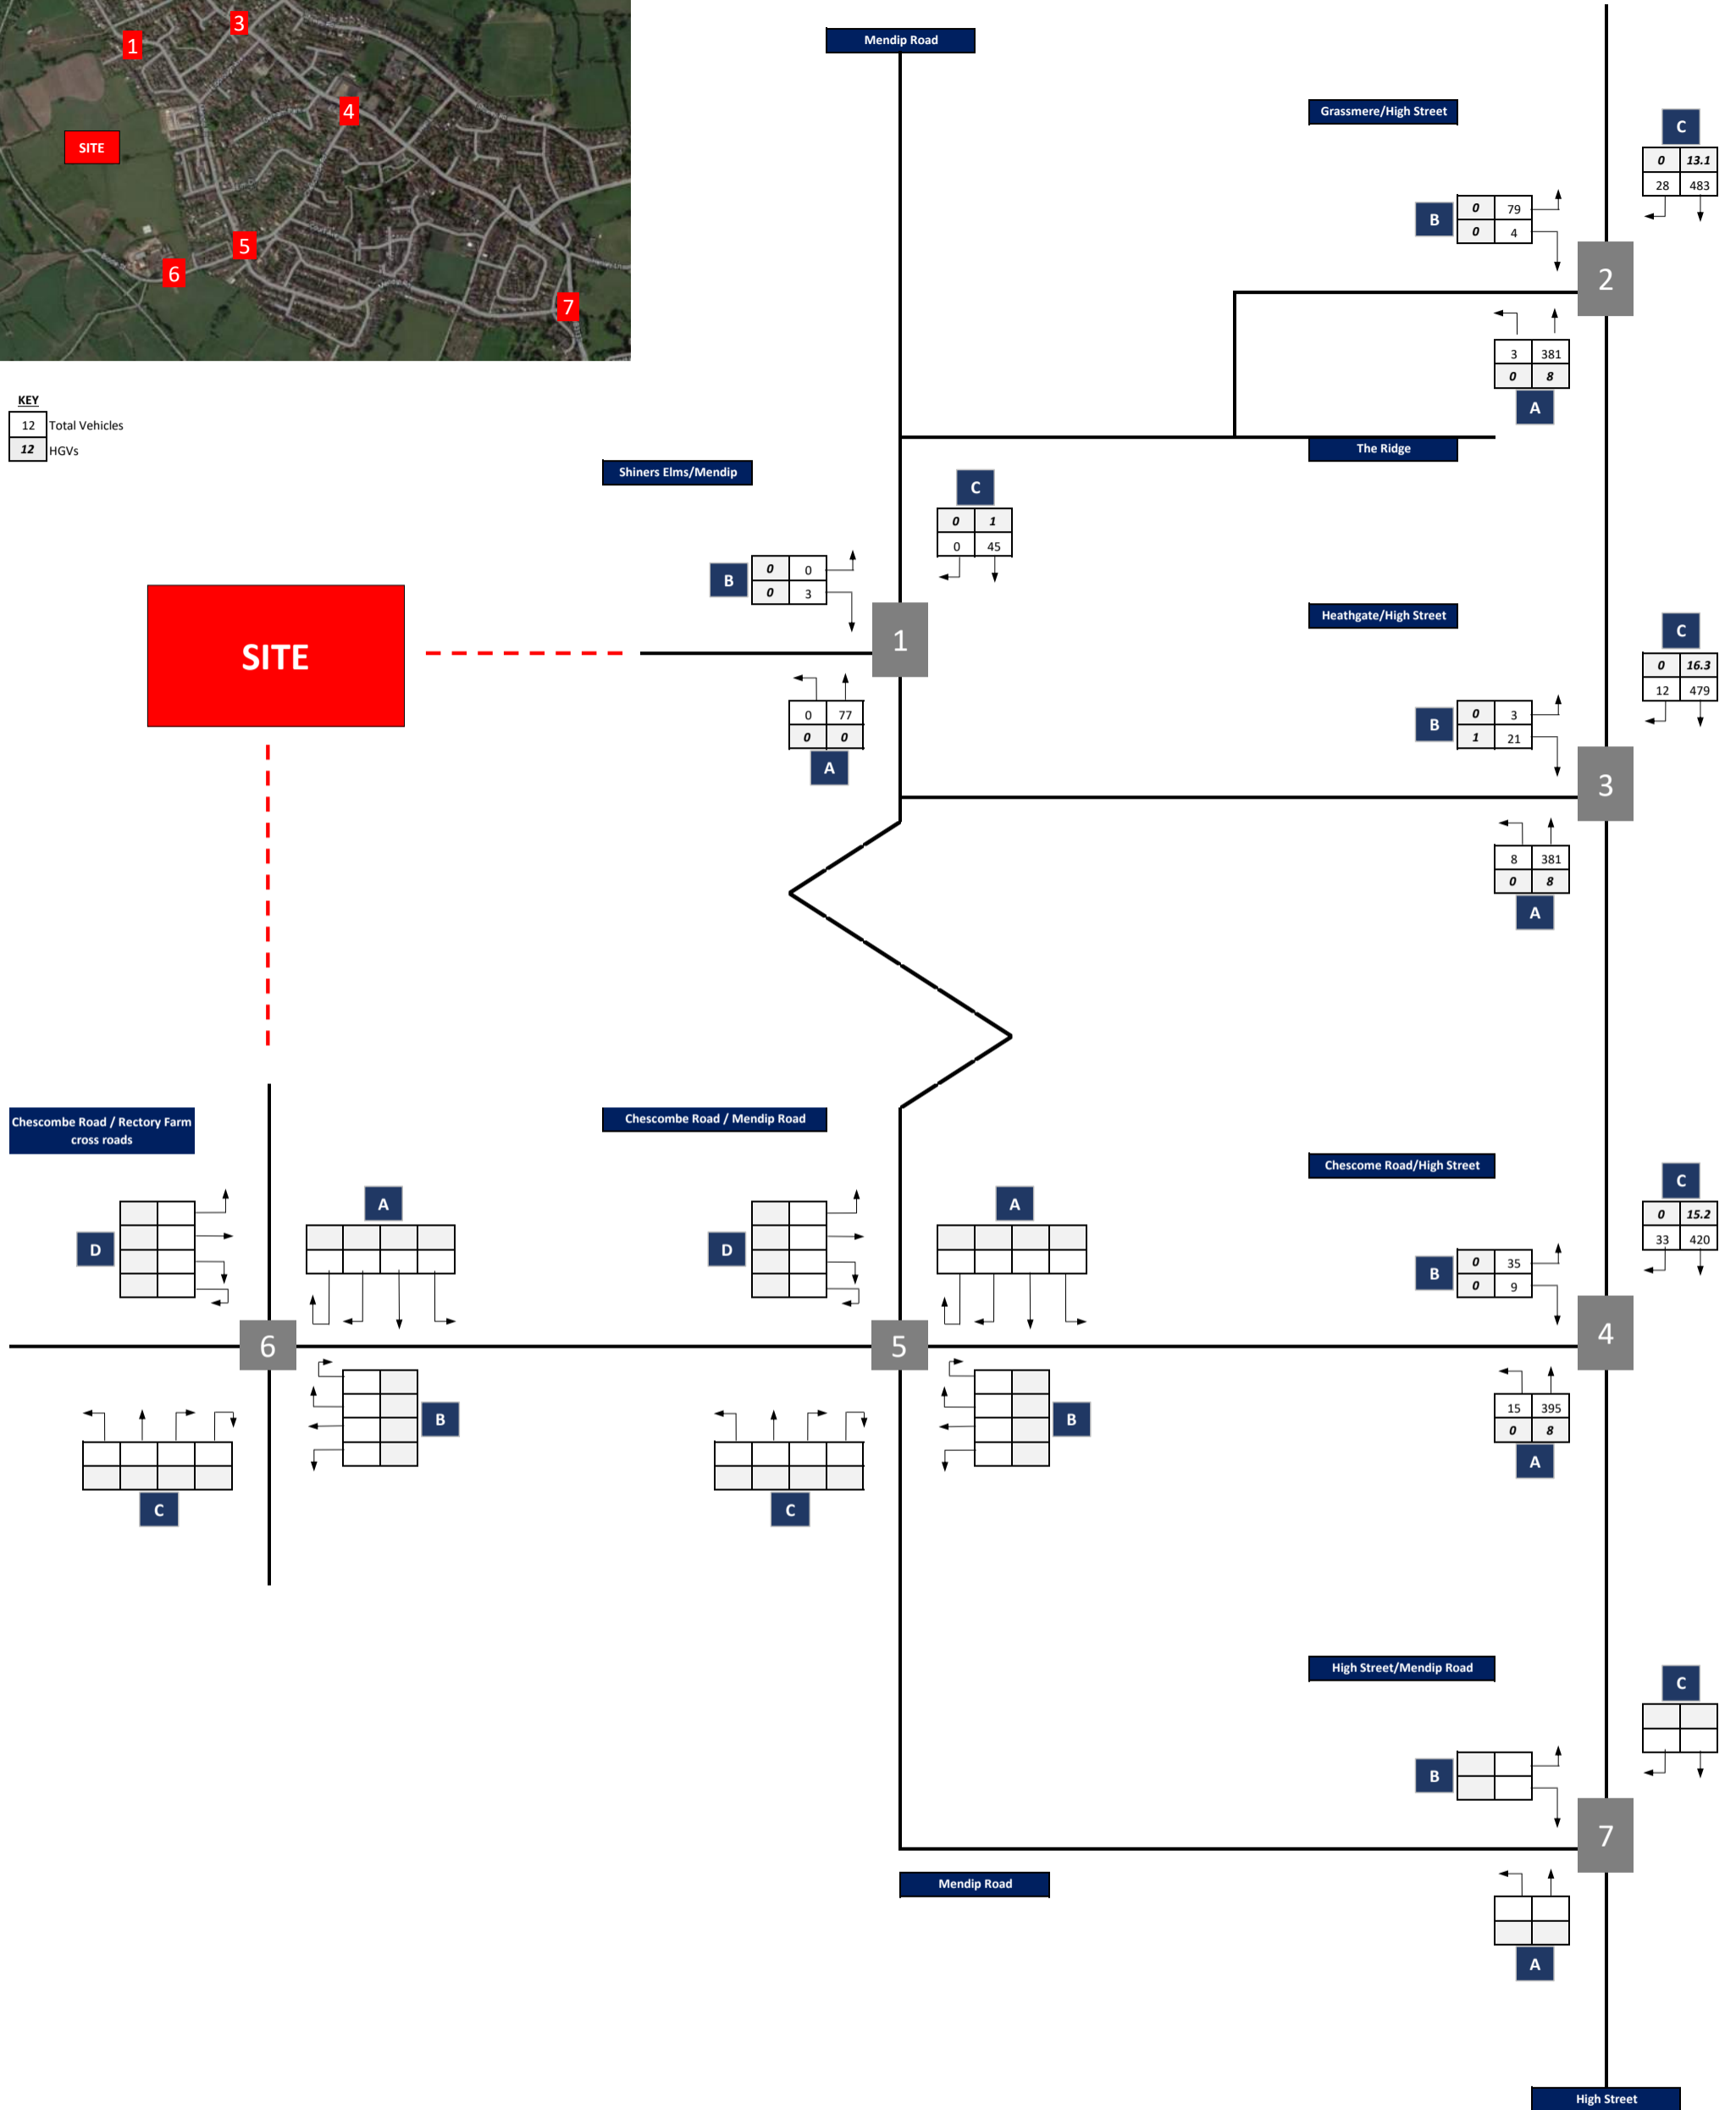 3
1
4
SITE
5
6
7
KEY
12 Total Vehicles
12 HGVs
Mendip Road
Grassmere/High Street
C
0 13.1
28 483
B
0 79
0 4
2
3 381
0 8
A
The Ridge
Shiners Elms/Mendip
C
0 1
0 45
B
0 0
0 3
1
SITE
0 77
0 0
A
Heathgate/High Street
C
0 16.3
12 479
B
0 3
1 21
3
8 381
0 8
A
Chescombe Road / Rectory Farm
cross roads
A
D
6
B
C
Chescombe Road / Mendip Road
A
D
5
B
C
Chescome Road/High Street
C
0 15.2
33 420
B
0 35
0 9
4
15 395
0 8
A
High Street/Mendip Road
C
B
7
Mendip Road
A
High Street